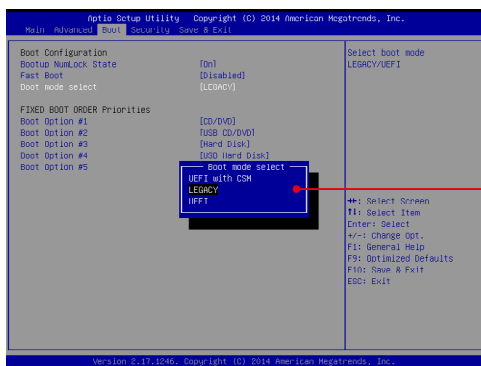 Aptio Setup Utility Copyright (C) 2014 American Megatrends, Inc.
Main Advanced Boot Security Save & Exit
Boot Configuration
Bootup NumLock State [On]
Fast Boot [Disabled]
Boot mode select [LEGACY]
FIXED BOOT ORDER Priorities
Boot Option #1 [CD/DVD]
Boot Option #2 [USB CD/DVD]
Boot Option #3 [Hard Disk]
Boot Option #4 [USB Hard Disk]
Boot Option #5
Boot mode select
UEFI with CSM
LEGACY
UEFI
Select boot mode
LEGACY/UEFI
→←: Select Screen
↑↓: Select Item
Enter: Select
+/-: Change Opt.
F1: General Help
F9: Optimized Defaults
F10: Save & Exit
ESC: Exit
Version 2.17.1246. Copyright (C) 2014 American Megatrends, Inc.